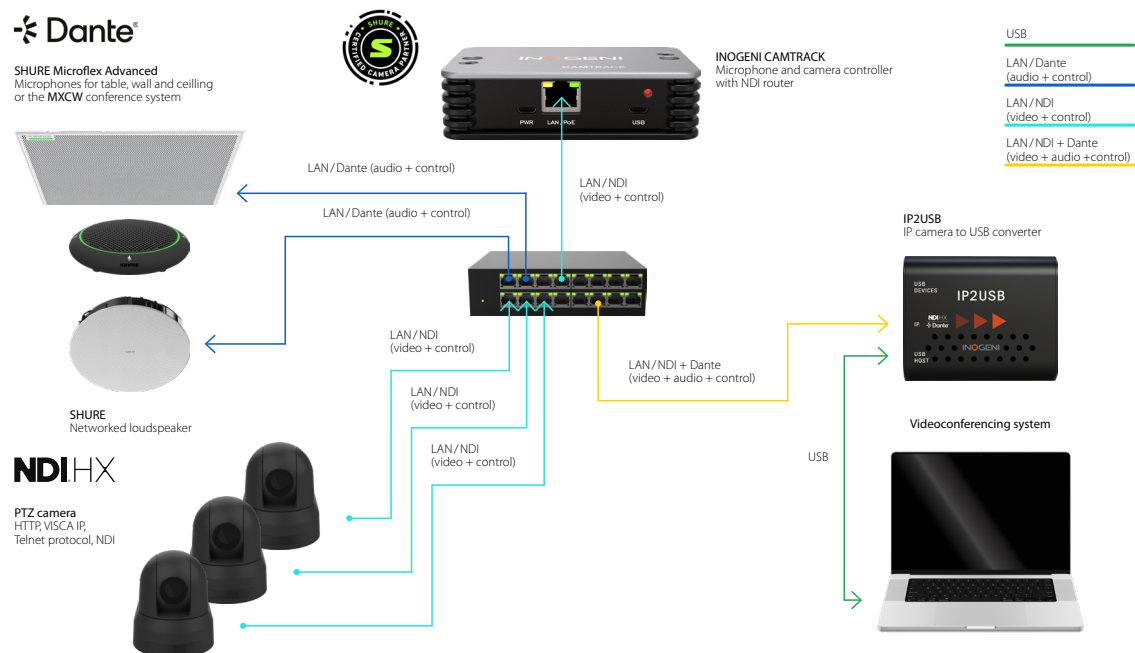 Dante®
SHURE Microflex Advanced
Microphones for table, wall and ceilling
or the MXCW conference system
SHURE
CERTIFIED CAMERA PARTNER
S
INOGENI
CAMTRACK
PWR
LAN/PoE
USB
INOGENI CAMTRACK
Microphone and camera controller
with NDI router
USB
LAN/Dante
(audio + control)
LAN/NDI
(video + control)
LAN/NDI + Dante
(video + audio +control)
LAN/Dante (audio + control)
LAN/Dante (audio + control)
LAN/NDI
(video + control)
IP2USB
IP camera to USB converter
USB
DEVICES
IP2USB
IP
NDI HX
Dante
INOGENI
USB
HOST
LAN/NDI
(video + control)
LAN/NDI
(video + control)
LAN/NDI
(video + control)
LAN/NDI + Dante
(video + audio + control)
SHURE
Networked loudspeaker
NDI HX
PTZ camera
HTTP, VISCA IP,
Telnet protocol, NDI
Videoconferencing system
USB